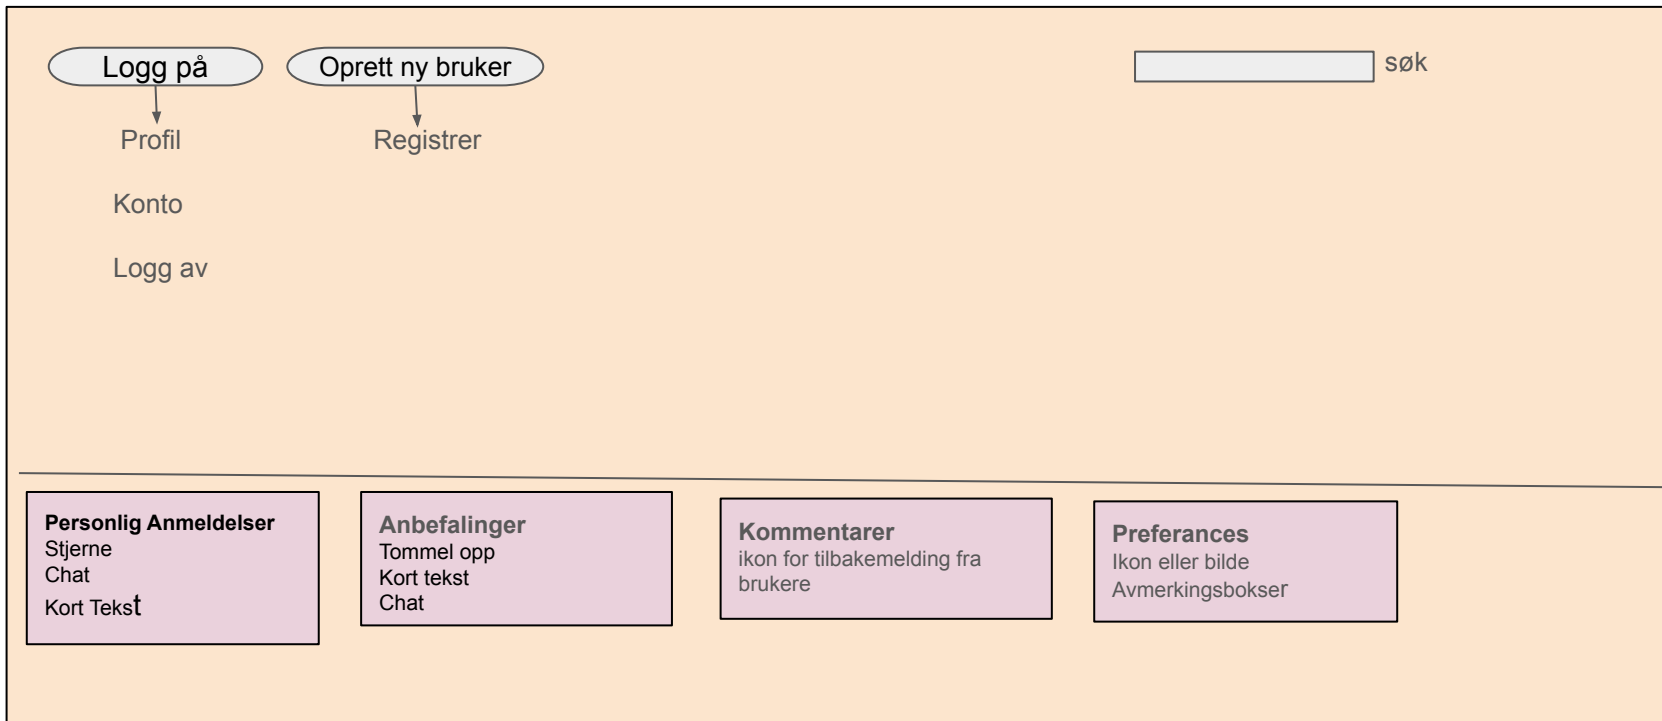 Logg på
Oprett ny bruker
søk
Profil
Registrer
Konto
Logg av
Personlig Anmeldelser
Stjerne
Chat
Kort Tekst
Anbefalinger
Tommel opp
Kort tekst
Chat
Kommentarer
ikon for tilbakemelding fra
brukere
Preferances
Ikon eller bilde
Avmerkingsbokser